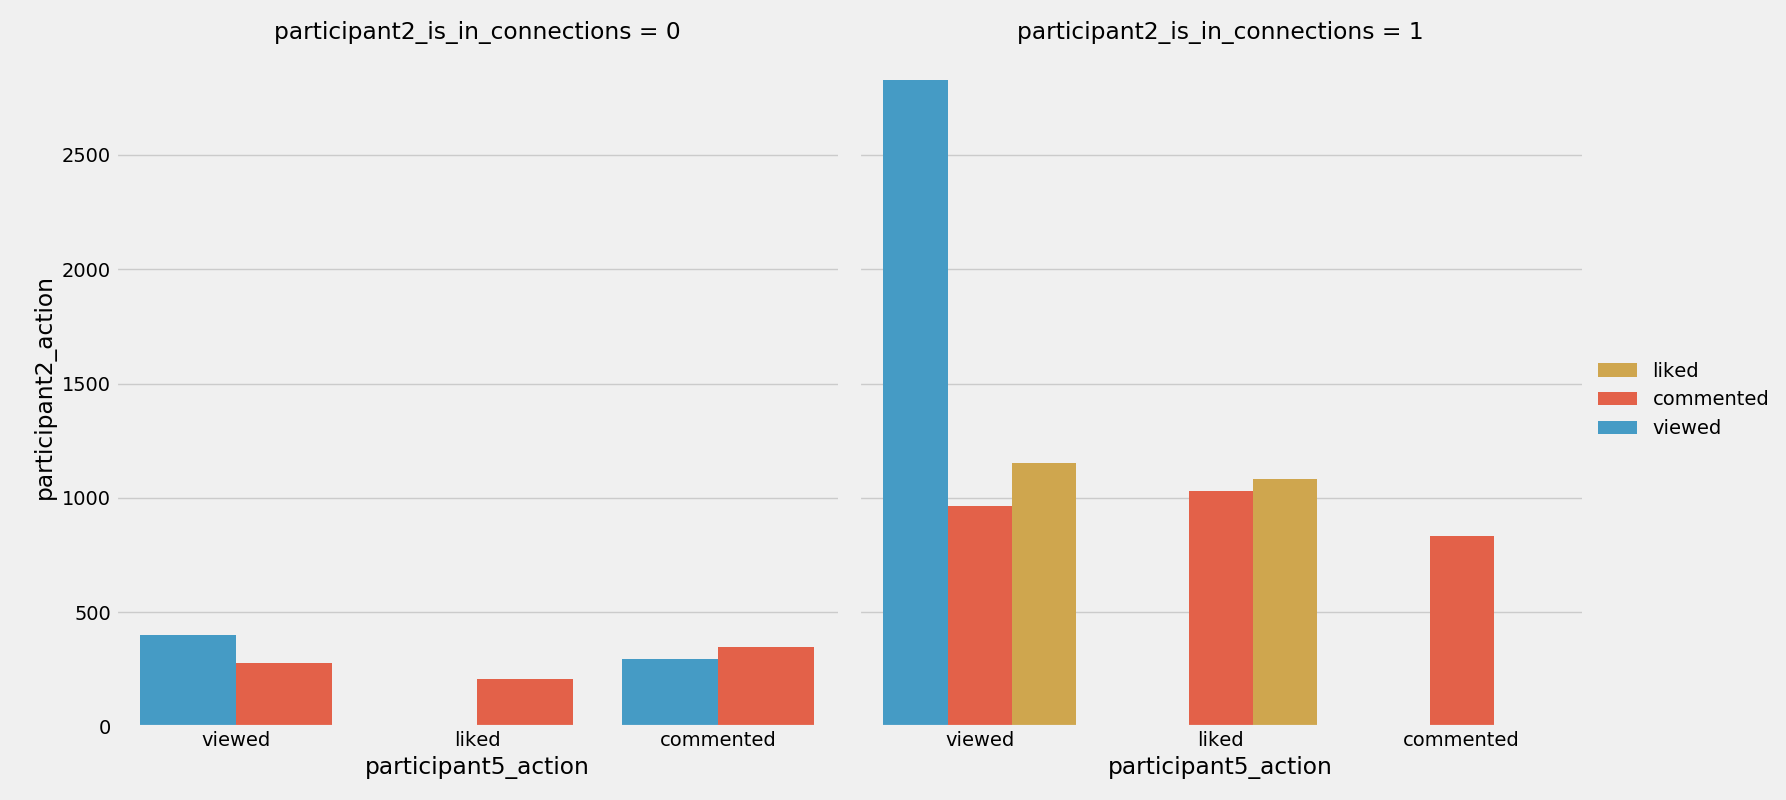 participant2_is_in_connections = 0
participant2_is_in_connections = 1
participant2_action
2500
2000
1500
1000
500
0
viewed
liked
commented
participant5_action
viewed
liked
commented
participant5_action
liked
commented
viewed